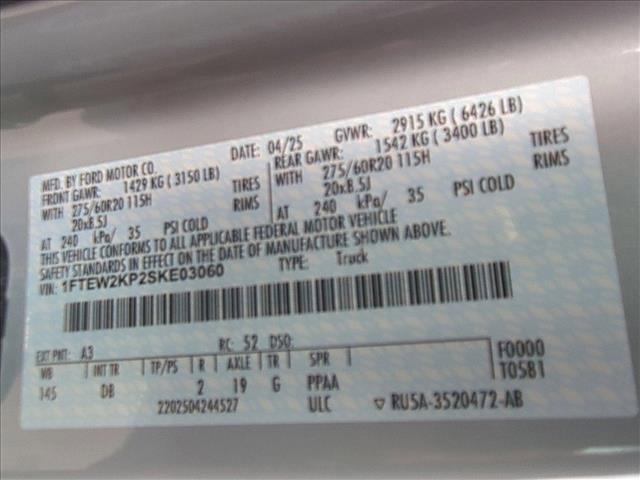 MFD. BY FORD MOTOR CO. DATE: 04/25 GVWR: 2915 KG ( 6426 LB)
FRONT GAWR: 1429 KG ( 3150 LB) REAR GAWR: 1542 KG ( 3400 LB)
WITH 275/60R20 115H TIRES WITH 275/60R20 115H TIRES
20x8.5J RIMS 20x8.5J RIMS
AT 240 kPa/ 35 PSI COLD AT 240 kPa/ 35 PSI COLD
THIS VEHICLE CONFORMS TO ALL APPLICABLE FEDERAL MOTOR VEHICLE
SAFETY STANDARDS IN EFFECT ON THE DATE OF MANUFACTURE SHOWN ABOVE.
VIN: 1FTEW2KP2SKE03060 TYPE: Truck
EXT PNT: A3 RC: 52 DSO:
WB INT TR TP/PS R AXLE TR SPR F0000
145 DB 2 19 G PPAA T0581
2202504244527 ULC ▽ RU5A-3520472-AB